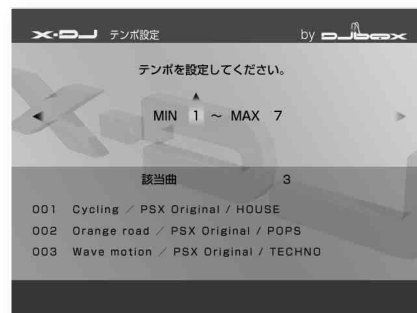 X-DJ テンポ設定 by DJbox
テンポを設定してください。
MIN 1 ~ MAX 7
該当曲 3
001 Cycling / PSX Original / HOUSE
002 Orange road / PSX Original / POPS
003 Wave motion / PSX Original / TECHNO